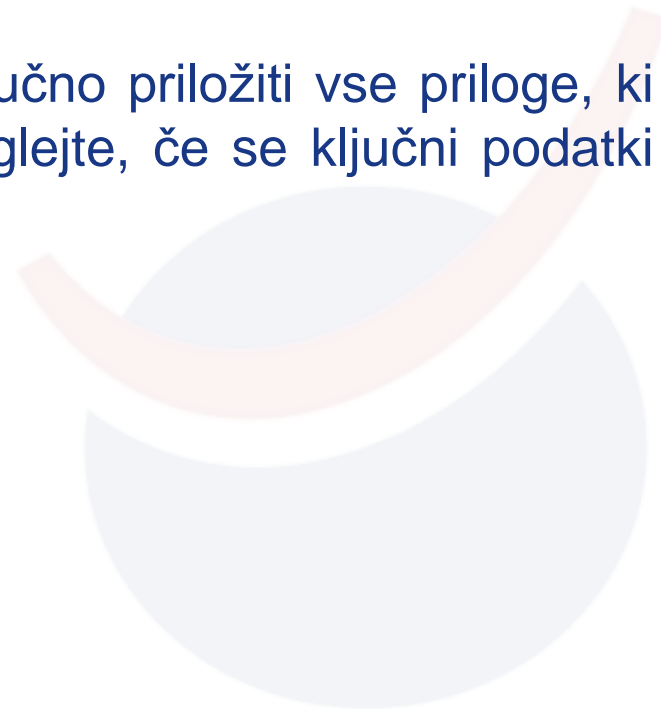 učno priložiti vse priloge, ki
glejte, če se ključni podatki